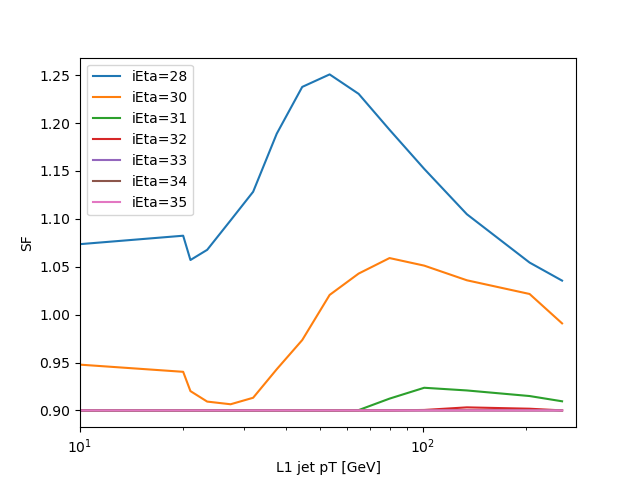 1.25
1.20
1.15
1.10
1.05
1.00
0.95
0.90
SF
iEta=28
iEta=30
iEta=31
iEta=32
iEta=33
iEta=34
iEta=35
10¹
10²
L1 jet pT [GeV]